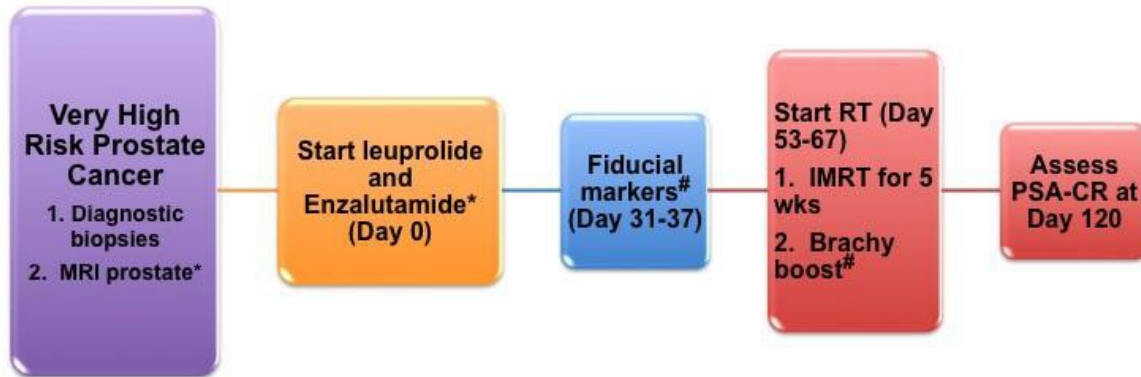 Very High
Risk Prostate
Cancer
1. Diagnostic
biopsies
2. MRI prostate*
Start leuprolide
and
Enzalutamide*
(Day 0)
Fiducial
markers#
(Day 31-37)
Start RT (Day
53-67)
1. IMRT for 5
wks
2. Brachy
boost#
Assess
PSA-CR at
Day 120